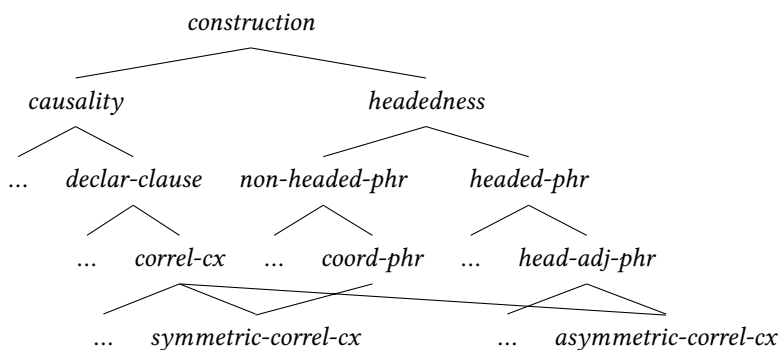 construction
causality headedness
... declar-clause non-headed-phr headed-phr
... correl-cx ... coord-phr ... head-adj-phr
... symmetric-correl-cx ... asymmetric-correl-cx